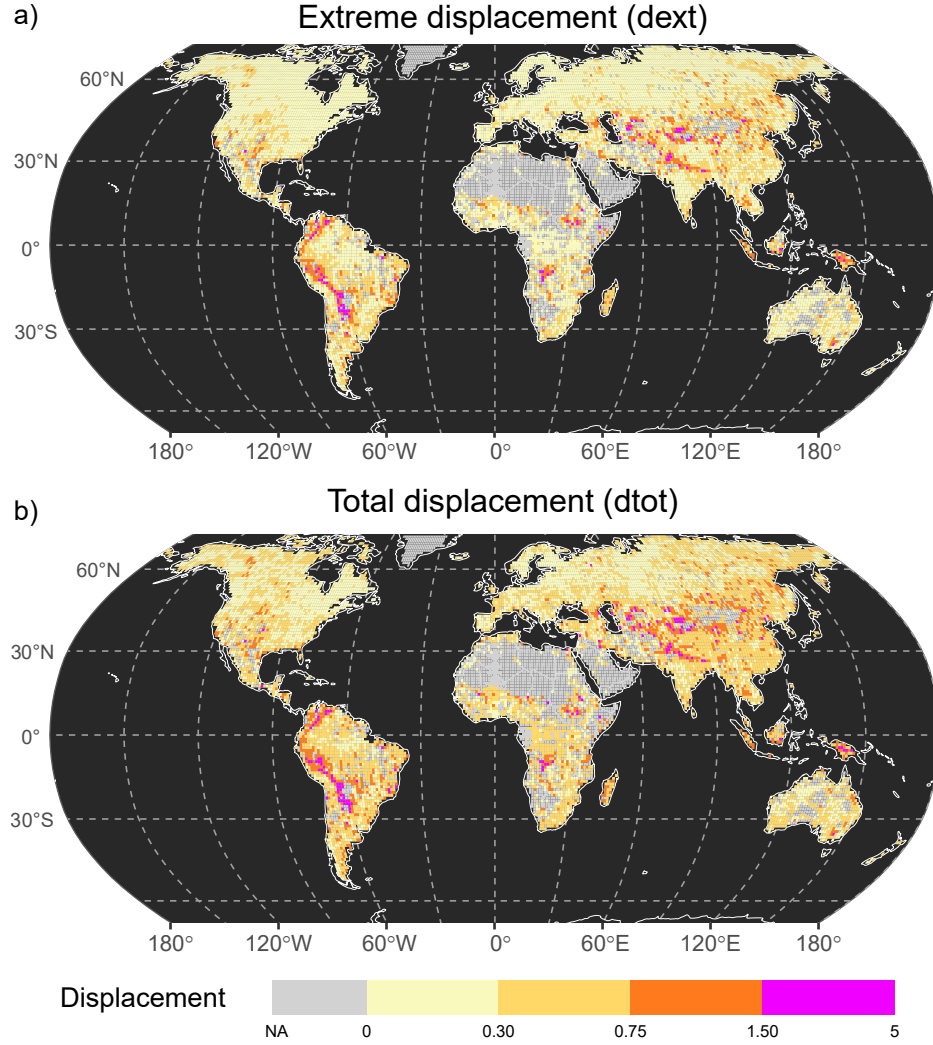 a)
Extreme displacement (dext)
60°N
30°N
0°
30°S
180° 120°W 60°W 0° 60°E 120°E 180°
b)
Total displacement (dtot)
60°N
30°N
0°
30°S
180° 120°W 60°W 0° 60°E 120°E 180°
Displacement
NA 0 0.30 0.75 1.50 5